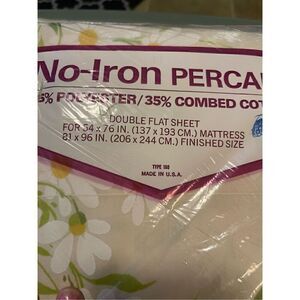 No-Iron PERCA
5% POLYESTER/35% COMBED COT
DOUBLE FLAT SHEET
FOR 54 x 76 IN. (137 x 193 CM.) MATTRESS
81 x 96 IN. (206 x 244 CM.) FINISHED SIZE
TYPE 180
MADE IN U.S.A.